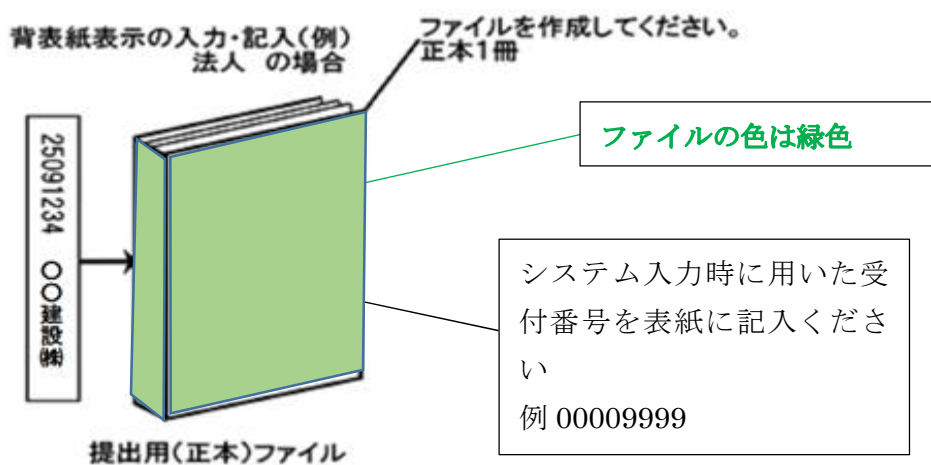 背表紙表示の入力・記入(例)
法人 の場合
ファイルを作成してください。
正本1冊
ファイルの色は緑色
25091234 〇〇建設㈱
システム入力時に用いた受
付番号を表紙に記入くださ
い
例 00009999
提出用(正本)ファイル